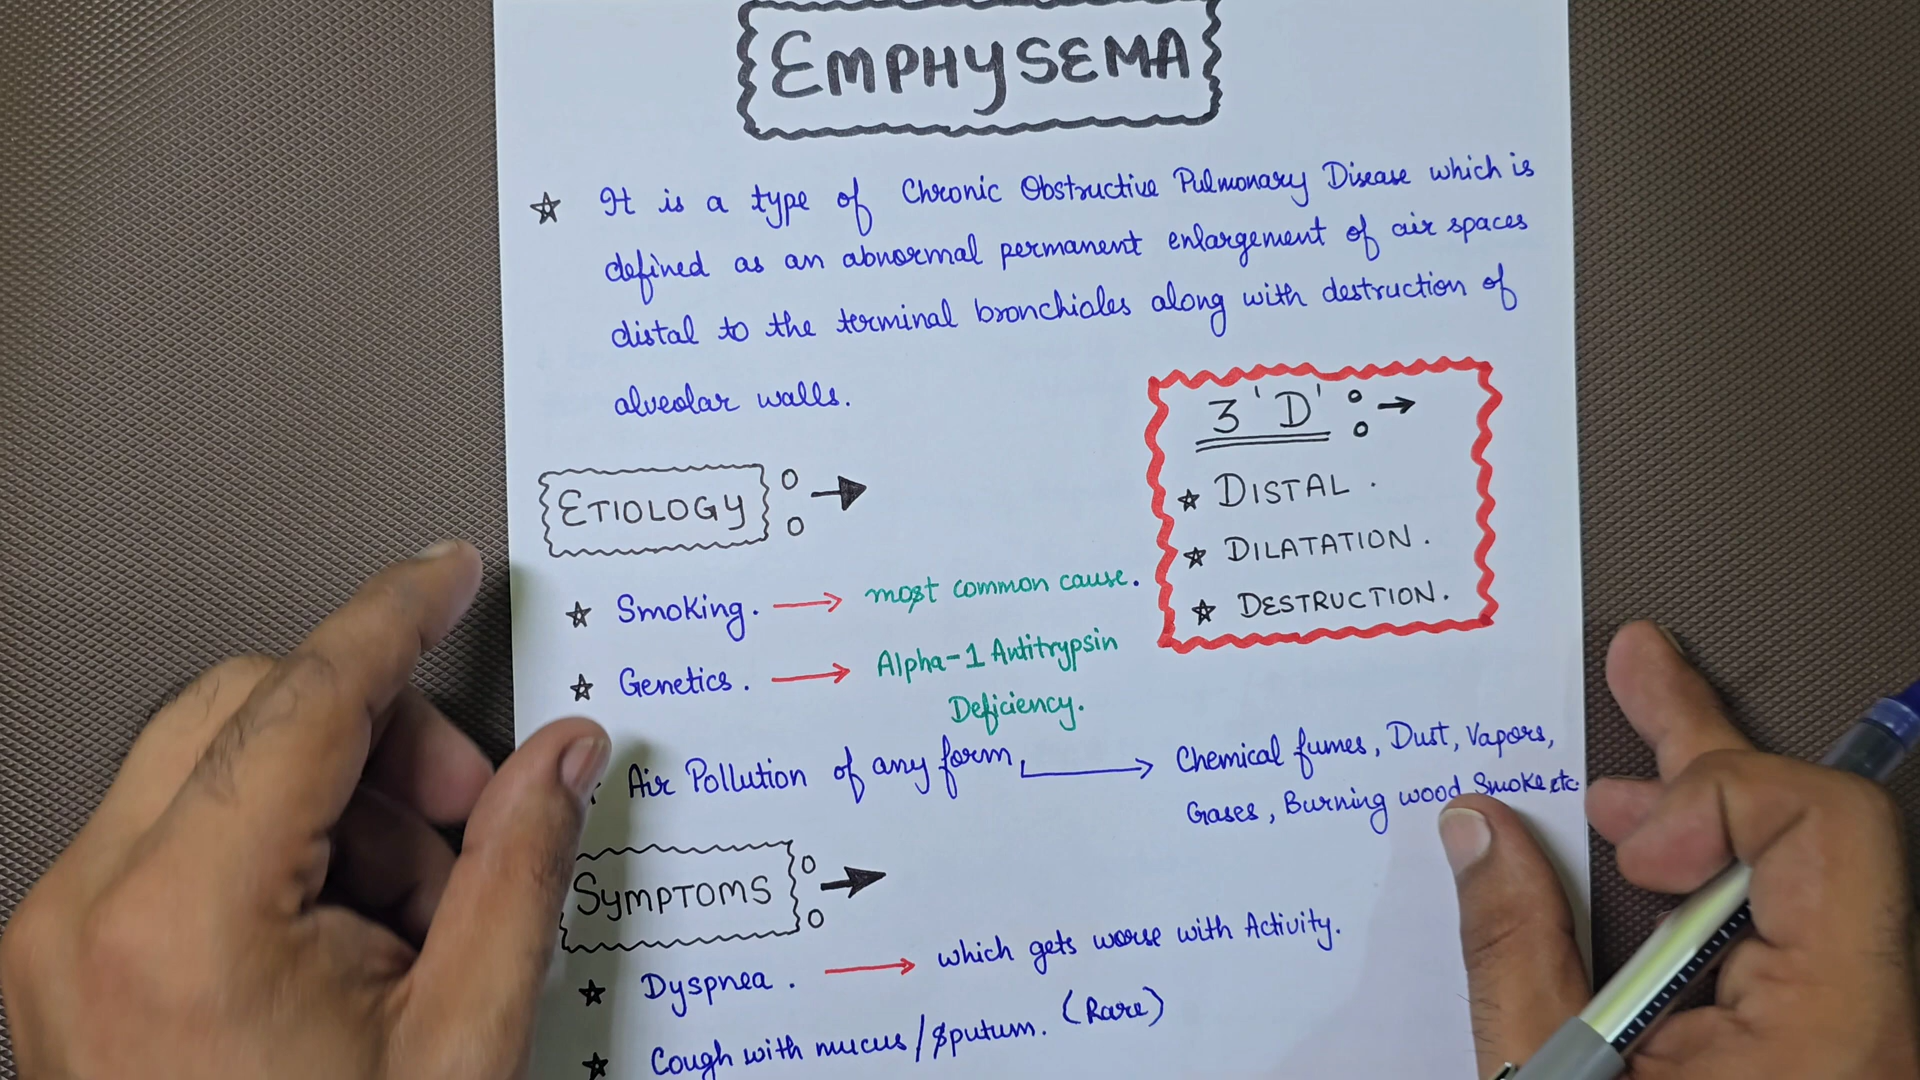 EMPHYSEMA
☆ It is a type of Chronic Obstructive Pulmonary Disease which is
defined as an abnormal permanent enlargement of air spaces
distal to the terminal bronchioles along with destruction of
alveolar walls.
3 'D' :→
☆ DISTAL.
☆ DILATATION.
☆ DESTRUCTION.
ETIOLOGY :→
☆ Smoking. → most common cause.
☆ Genetics. → Alpha-1 Antitrypsin
Deficiency.
Air Pollution of any form → Chemical fumes, Dust, Vapors,
Gases, Burning wood Smoke etc.
SYMPTOMS :→
☆ Dyspnea. → which gets worse with Activity.
☆ Cough with mucus/sputum. (Rare)